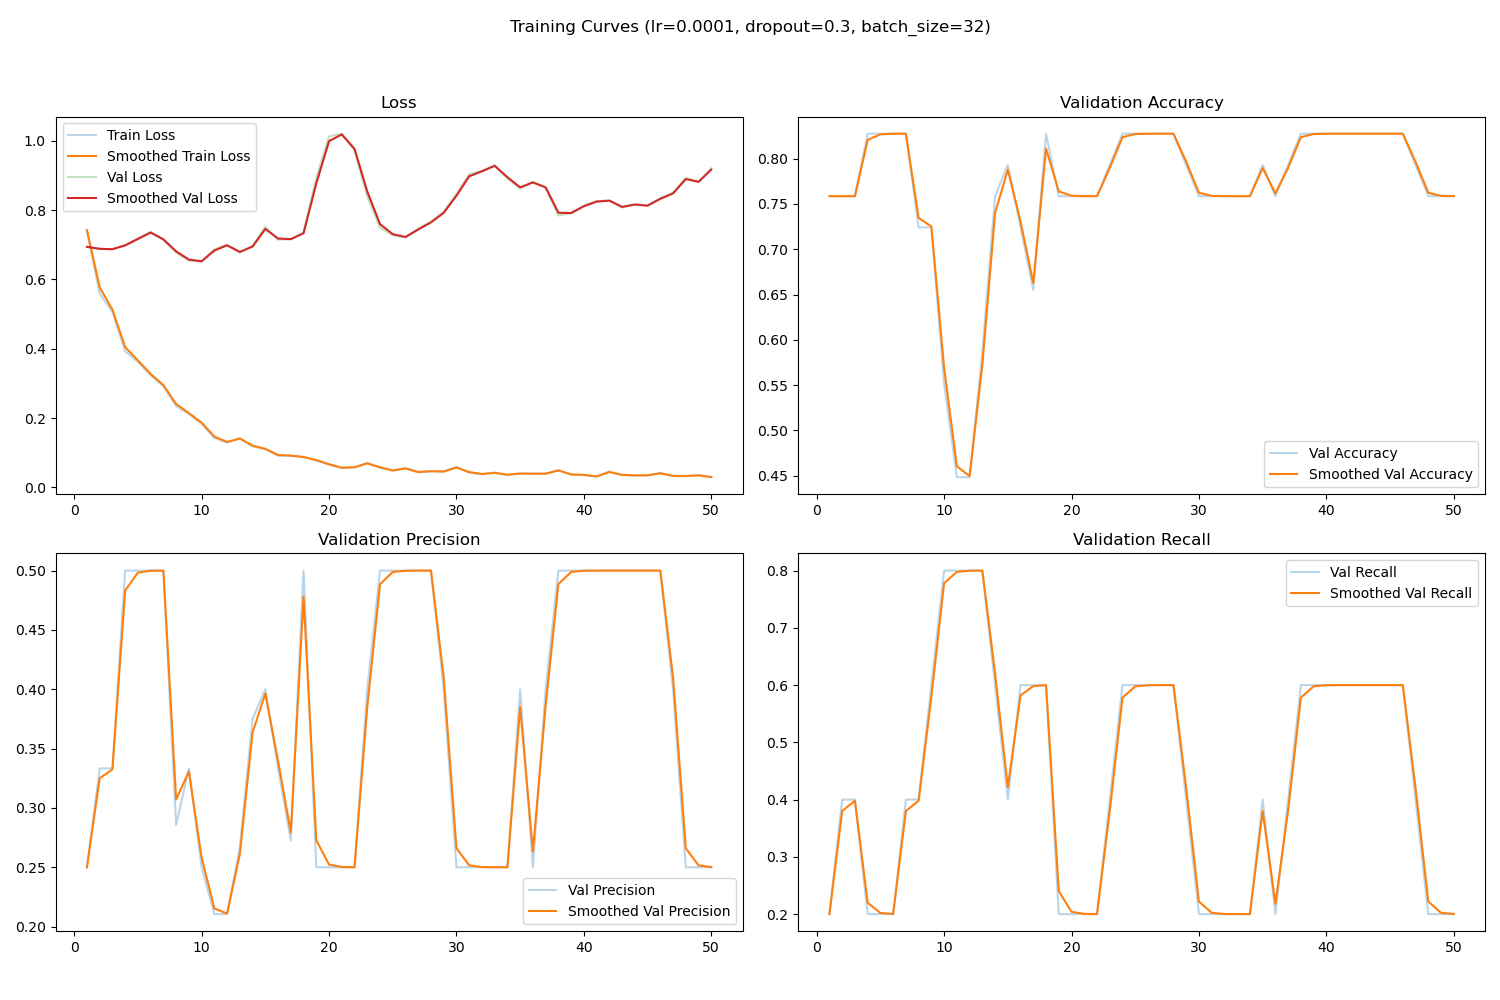 Training Curves (lr=0.0001, dropout=0.3, batch_size=32)
Loss
Train Loss
Smoothed Train Loss
Val Loss
Smoothed Val Loss
1.0
0.8
0.6
0.4
0.2
0.0
0 10 20 30 40 50
Validation Accuracy
0.80
0.75
0.70
0.65
0.60
0.55
0.50
0.45
Val Accuracy
Smoothed Val Accuracy
0 10 20 30 40 50
Validation Precision
0.50
0.45
0.40
0.35
0.30
0.25
0.20
Val Precision
Smoothed Val Precision
0 10 20 30 40 50
Validation Recall
Val Recall
Smoothed Val Recall
0.8
0.7
0.6
0.5
0.4
0.3
0.2
0 10 20 30 40 50